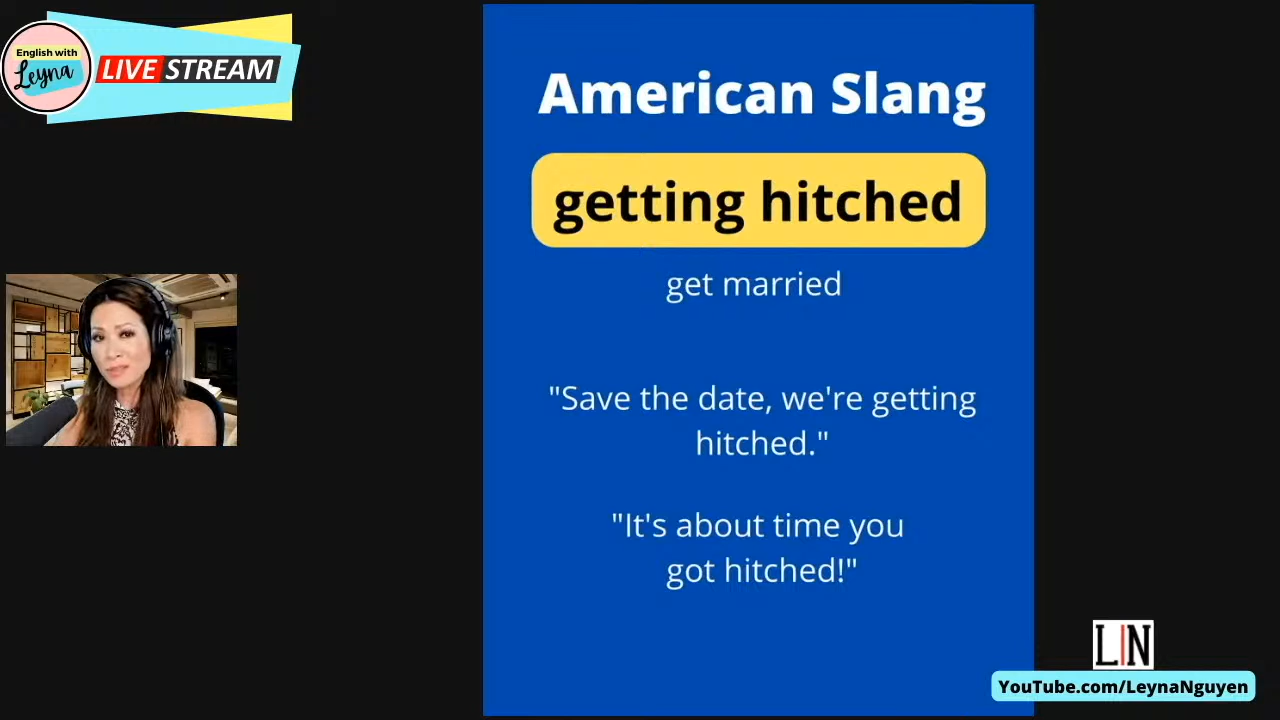 English with
Leyna
LIVE STREAM
American Slang
getting hitched
get married
"Save the date, we're getting
hitched."
"It's about time you
got hitched!"
LIN
YouTube.com/LeynaNguyen